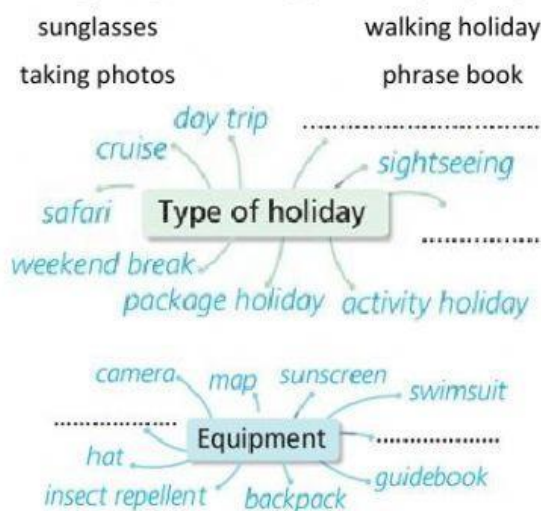 sunglasses walking holiday
taking photos phrase book
day trip ........................................
cruise sightseeing
safari Type of holiday
....................
weekend break
package holiday activity holiday
camera map sunscreen swimsuit
....................
Equipment ....................
hat guidebook
insect repellent backpack